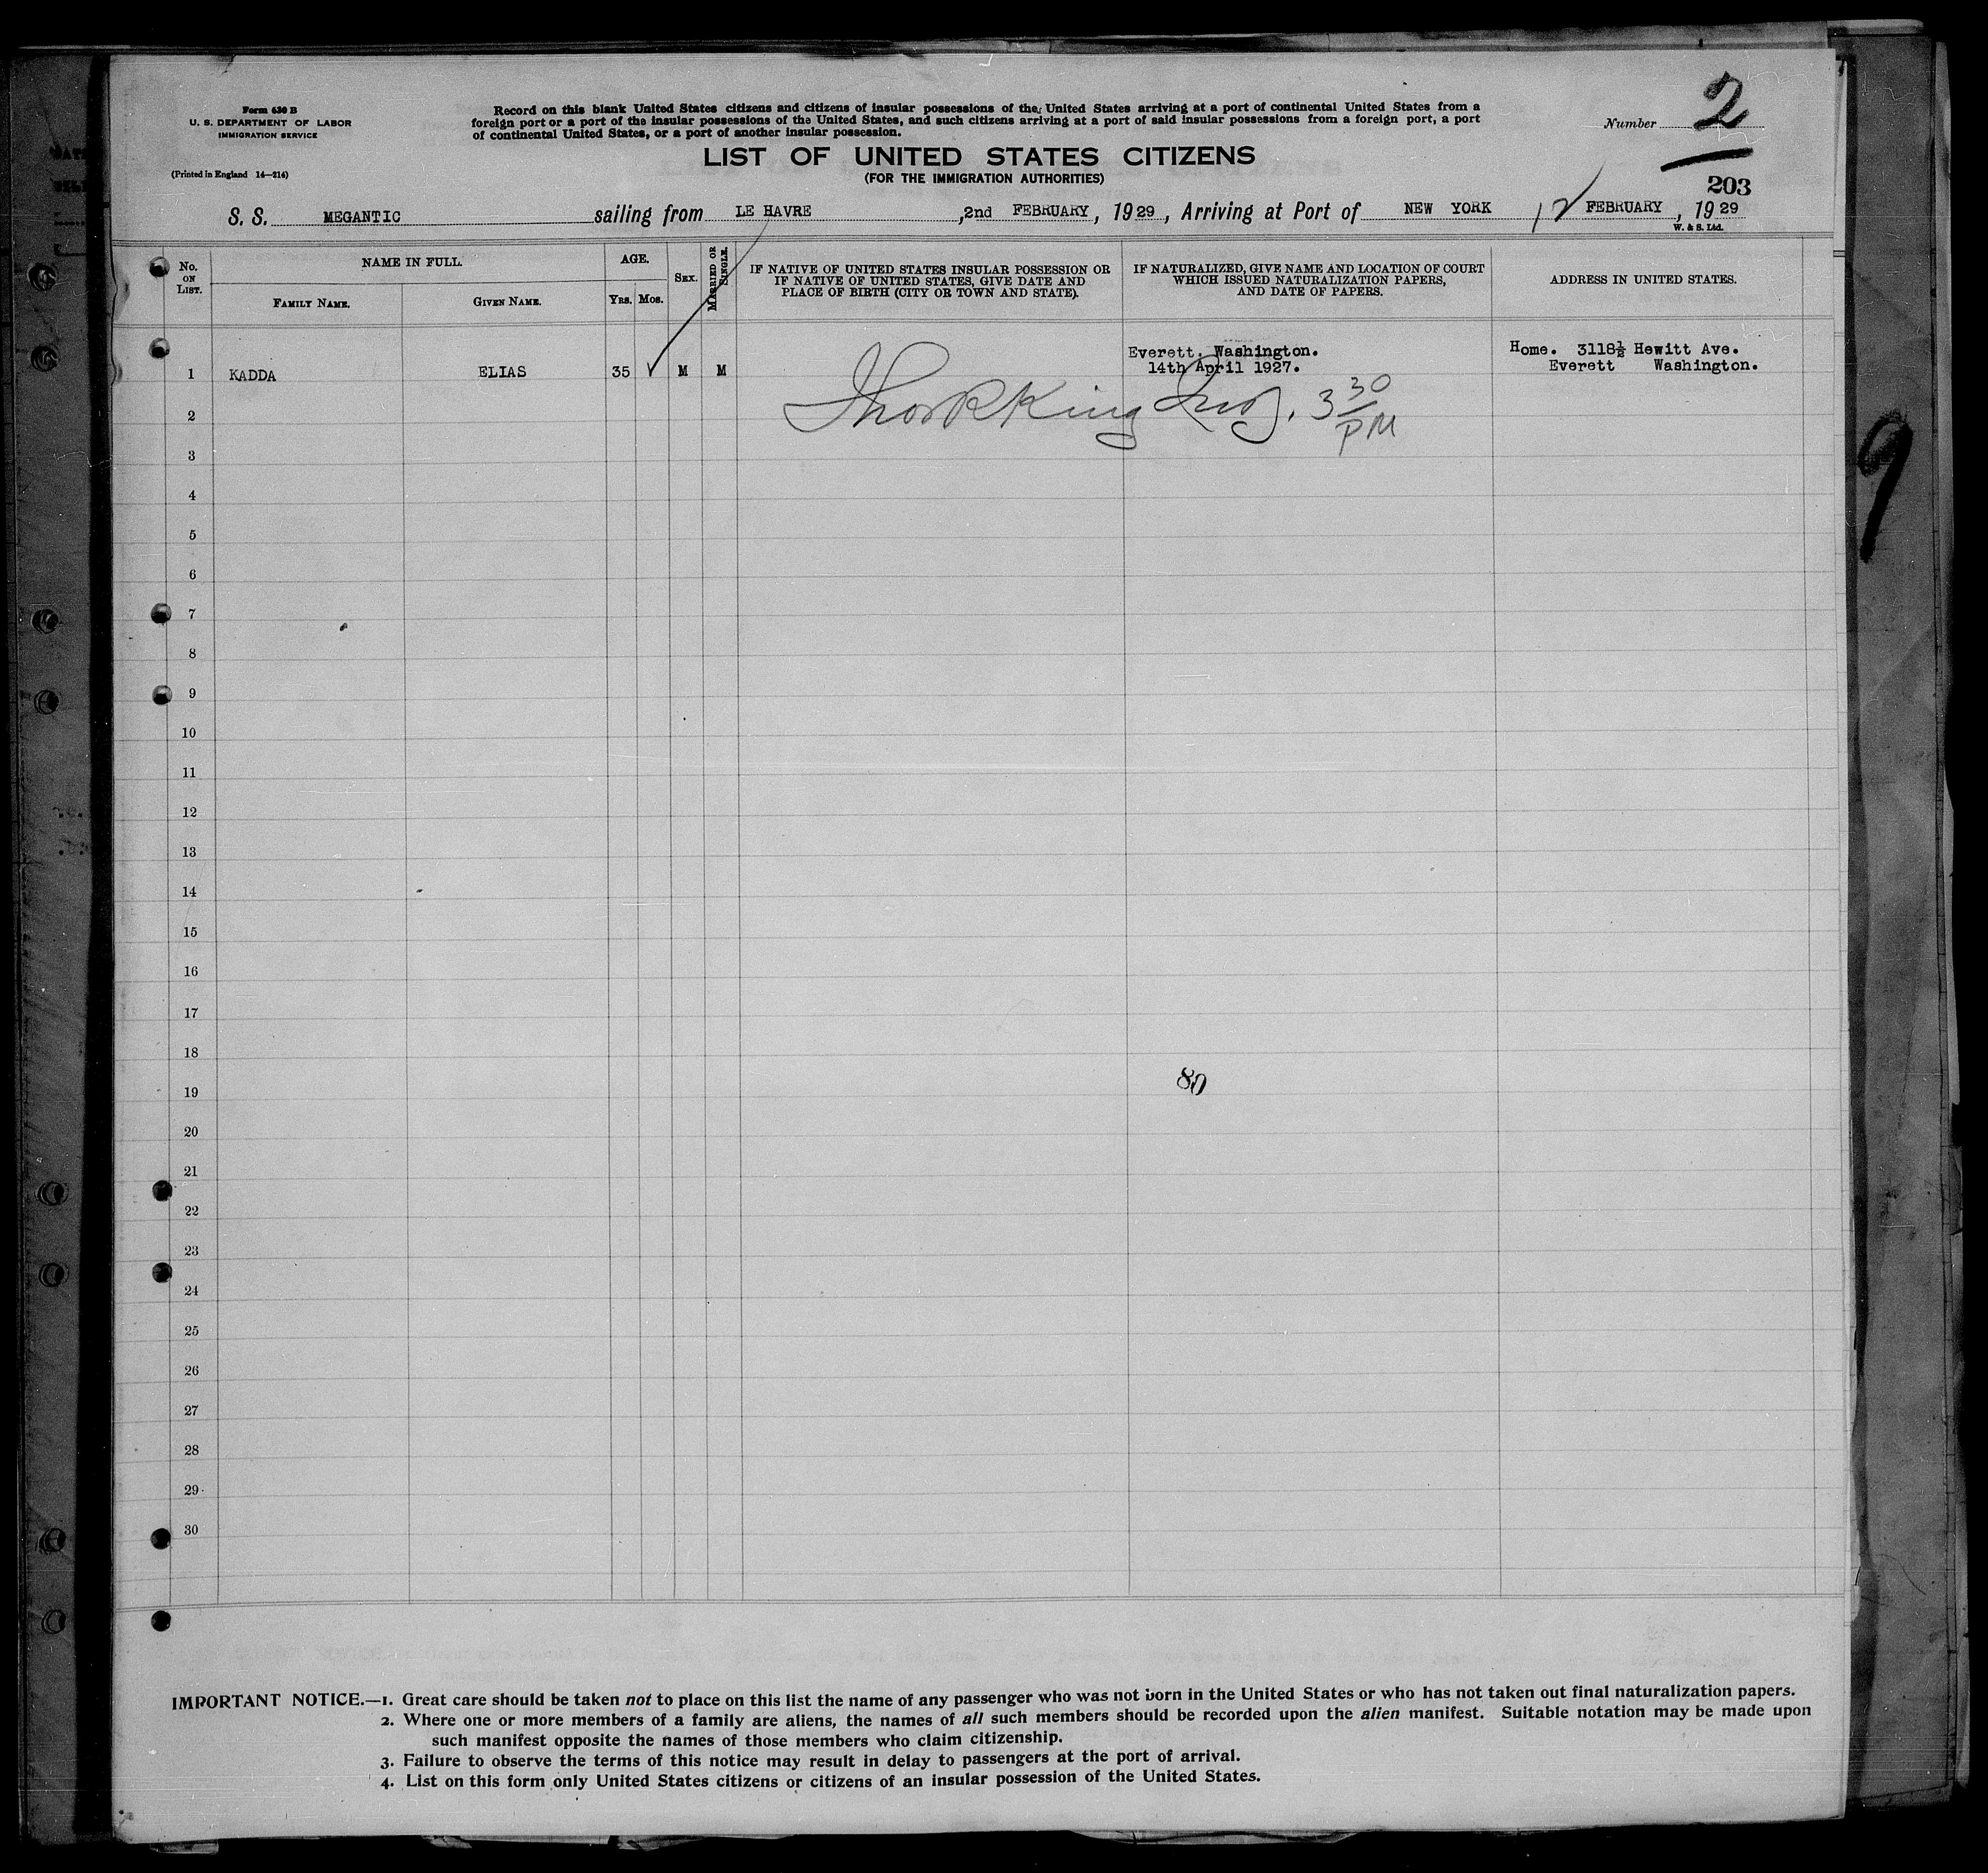 Form 630 B
U. S. DEPARTMENT OF LABOR
IMMIGRATION SERVICE
(Printed in England 14—214)
Record on this blank United States citizens and citizens of insular possessions of the United States arriving at a port of continental United States from a
foreign port or a port of the insular possessions of the United States, and such citizens arriving at a port of said insular possessions from a foreign port, a port
of continental United States, or a port of another insular possession.
Number 2
LIST OF UNITED STATES CITIZENS
(FOR THE IMMIGRATION AUTHORITIES)
203
S. S. MEGANTIC sailing from LE HAVRE, 2nd FEBRUARY, 1929, Arriving at Port of NEW YORK 12 FEBRUARY, 1929
W. & S. Ltd.
No. ON LIST.
NAME IN FULL.
FAMILY NAME.
GIVEN NAME.
AGE.
YRS. MOS.
SEX.
MARRIED OR SINGLE.
IF NATIVE OF UNITED STATES INSULAR POSSESSION OR
IF NATIVE OF UNITED STATES, GIVE DATE AND
PLACE OF BIRTH (CITY OR TOWN AND STATE).
IF NATURALIZED, GIVE NAME AND LOCATION OF COURT
WHICH ISSUED NATURALIZATION PAPERS,
AND DATE OF PAPERS.
ADDRESS IN UNITED STATES.
1 KADDA ELIAS 35 M M
Everett. Washington.
14th April 1927.
Home. 3118½ Hewitt Ave.
Everett Washington.
King 3 30 PM
2
3
4
5
6
7
8
9
9
10
11
12
13
14
15
16
17
18
80
19
20
21
22
23
24
25
26
27
28
29
30
IMPORTANT NOTICE.—1. Great care should be taken not to place on this list the name of any passenger who was not born in the United States or who has not taken out final naturalization papers.
2. Where one or more members of a family are aliens, the names of all such members should be recorded upon the alien manifest. Suitable notation may be made upon
such manifest opposite the names of those members who claim citizenship.
3. Failure to observe the terms of this notice may result in delay to passengers at the port of arrival.
4. List on this form only United States citizens or citizens of an insular possession of the United States.